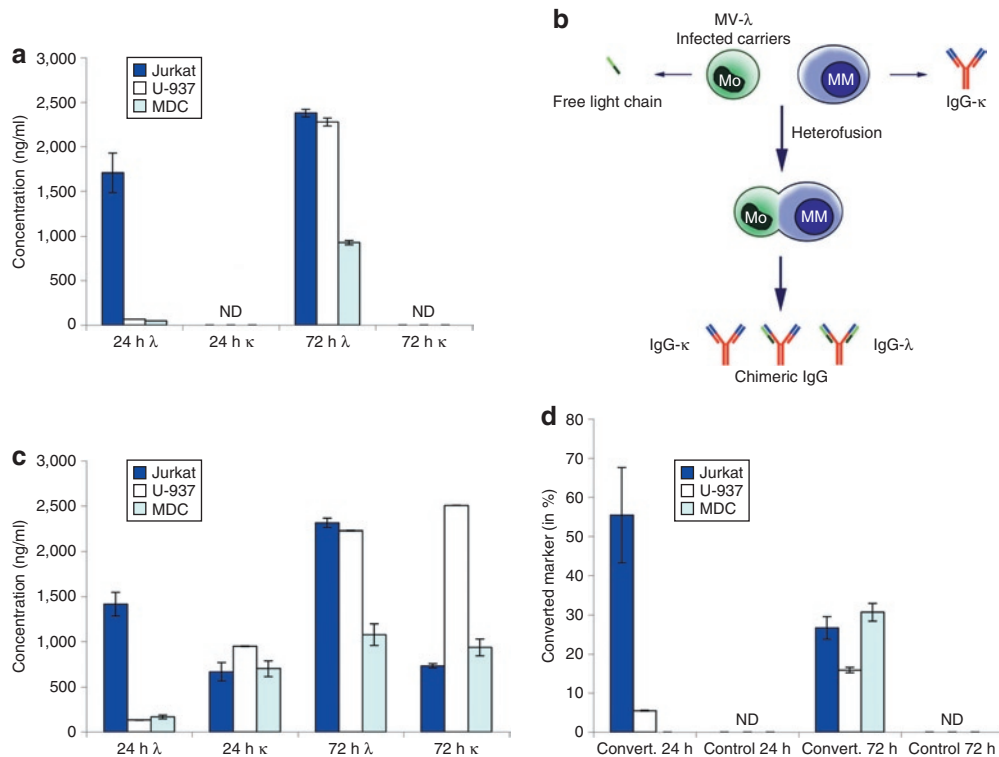 a
Concentration (ng/ml)
3,000
2,500
2,000
1,500
1,000
500
0
Jurkat
U-937
MDC
ND
ND
24 h λ
24 h κ
72 h λ
72 h κ
b
MV-λ
Infected carriers
Mo
MM
Free light chain
IgG-κ
Heterofusion
Mo
MM
IgG-κ
IgG-λ
Chimeric IgG
c
Concentration (ng/ml)
3,000
2,500
2,000
1,500
1,000
500
0
Jurkat
U-937
MDC
24 h λ
24 h κ
72 h λ
72 h κ
d
Converted marker (in %)
80
70
60
50
40
30
20
10
0
Jurkat
U-937
MDC
ND
ND
Convert. 24 h
Control 24 h
Convert. 72 h
Control 72 h